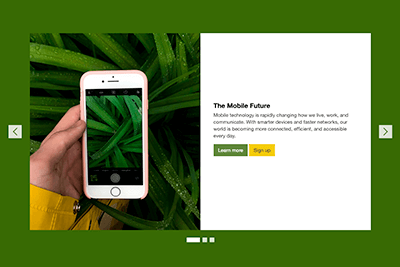 The Mobile Future
Mobile technology is rapidly changing how we live, work, and
communicate. With smarter devices and faster networks, our
world is becoming more connected, efficient, and accessible
every day.
Learn more Sign up